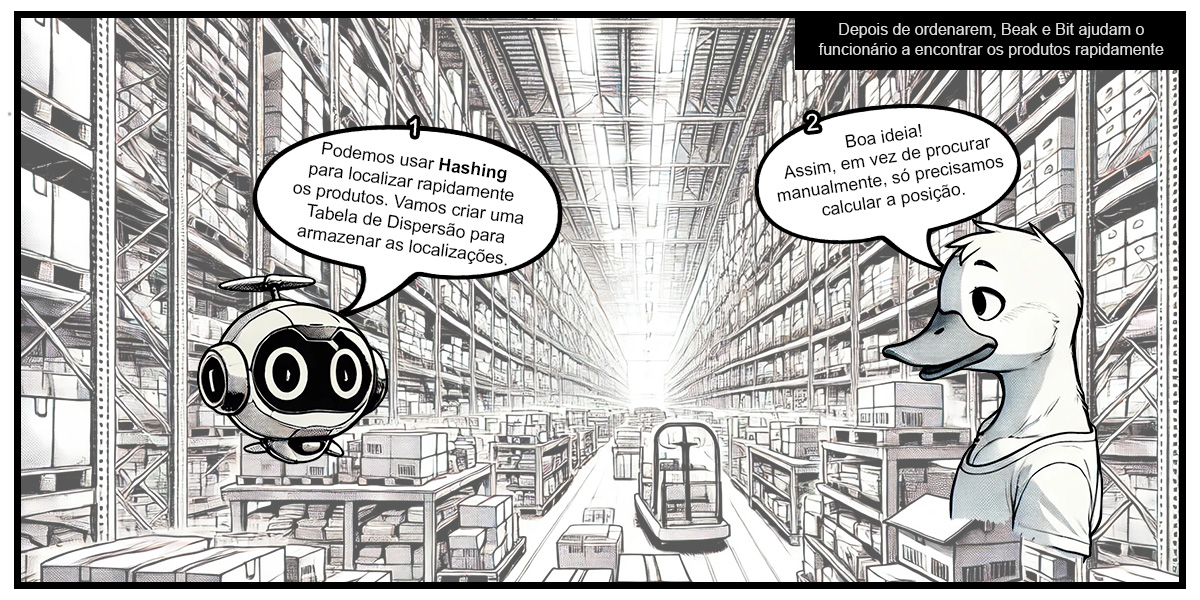 Depois de ordenarem, Beak e Bit ajudam o
funcionário a encontrar os produtos rapidamente
1
Podemos usar Hashing
para localizar rapidamente
os produtos. Vamos criar uma
Tabela de Dispersão para
armazenar as localizações.
2
Boa ideia!
Assim, em vez de procurar
manualmente, só precisamos
calcular a posição.